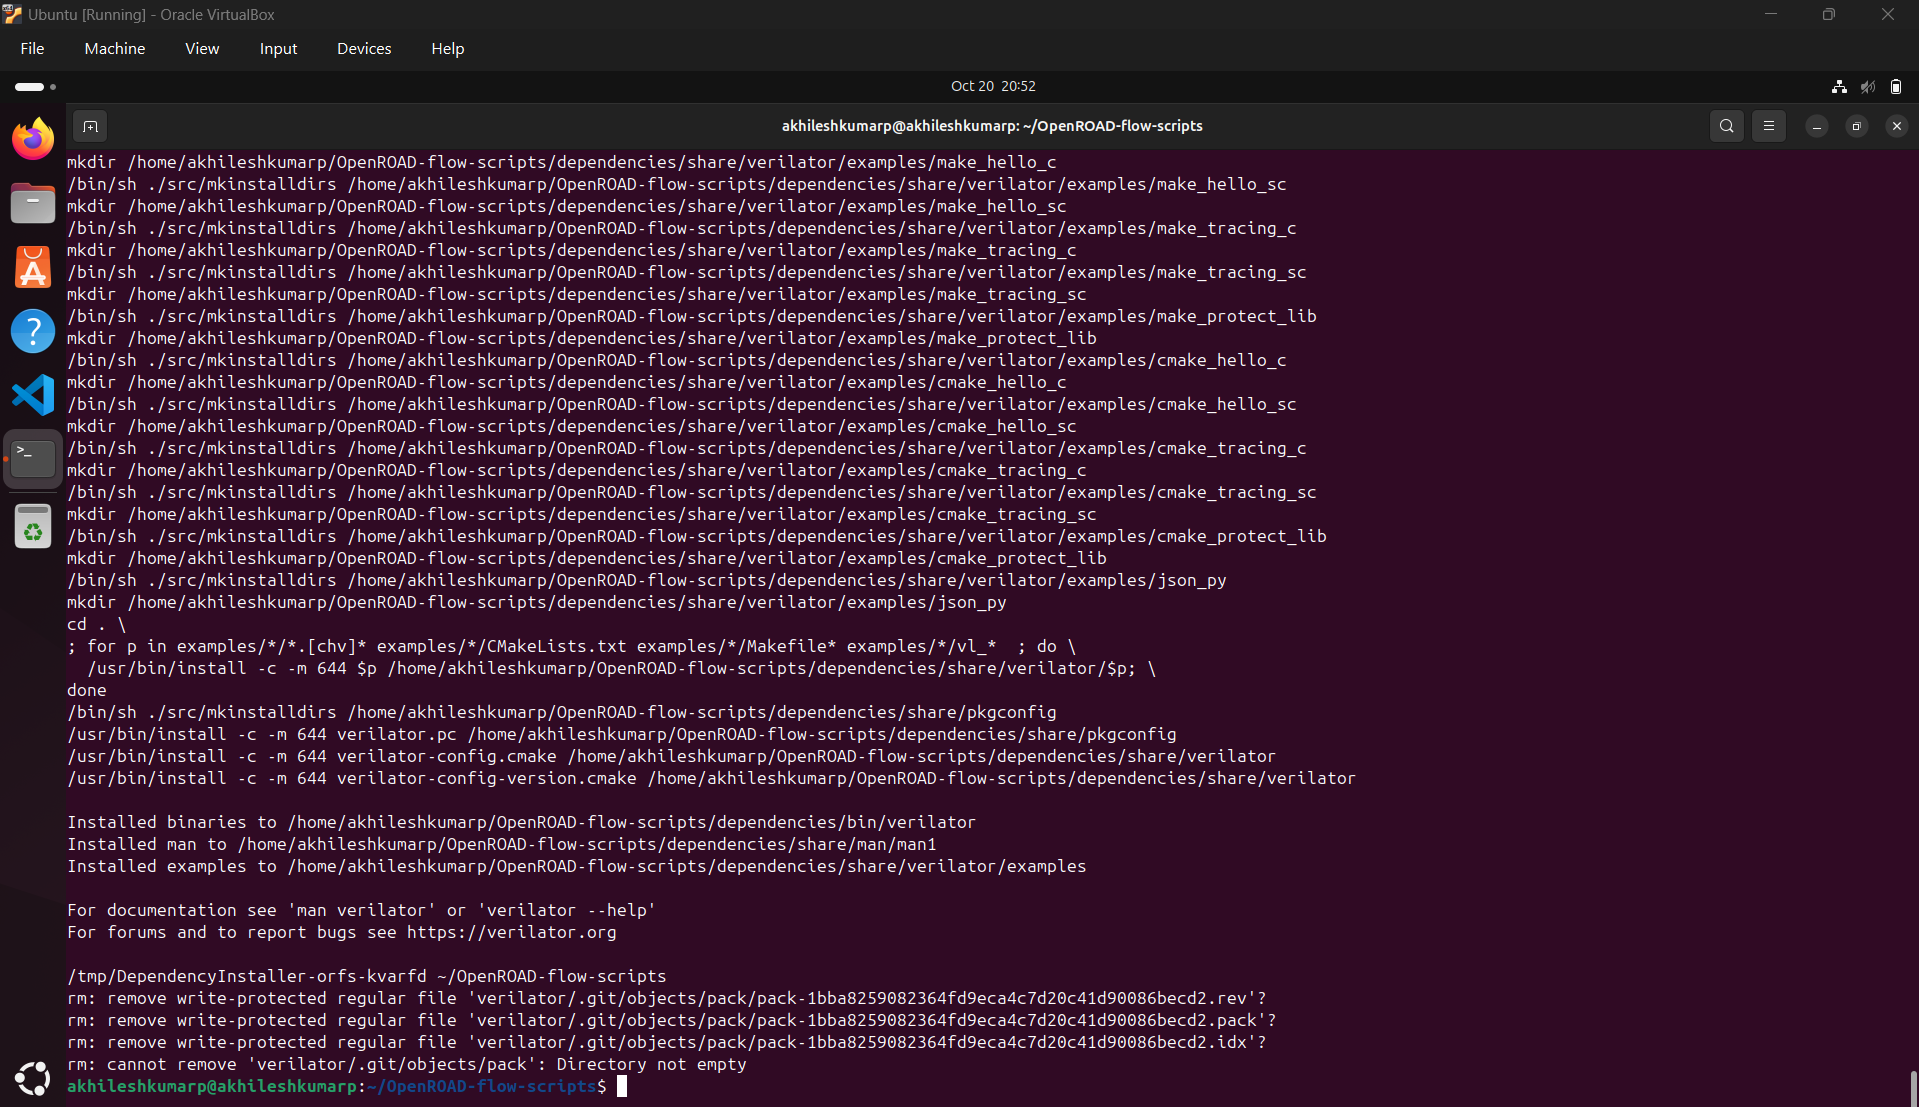 Ubuntu [Running] - Oracle VirtualBox
File Machine View Input Devices Help
Oct 20 20:52
akhileshkumarp@akhileshkumarp: ~/OpenROAD-flow-scripts
mkdir /home/akhileshkumarp/OpenROAD-flow-scripts/dependencies/share/verilator/examples/make_hello_c
/bin/sh ./src/mkinstalldirs /home/akhileshkumarp/OpenROAD-flow-scripts/dependencies/share/verilator/examples/make_hello_sc
mkdir /home/akhileshkumarp/OpenROAD-flow-scripts/dependencies/share/verilator/examples/make_hello_sc
/bin/sh ./src/mkinstalldirs /home/akhileshkumarp/OpenROAD-flow-scripts/dependencies/share/verilator/examples/make_tracing_c
mkdir /home/akhileshkumarp/OpenROAD-flow-scripts/dependencies/share/verilator/examples/make_tracing_c
/bin/sh ./src/mkinstalldirs /home/akhileshkumarp/OpenROAD-flow-scripts/dependencies/share/verilator/examples/make_tracing_sc
mkdir /home/akhileshkumarp/OpenROAD-flow-scripts/dependencies/share/verilator/examples/make_tracing_sc
/bin/sh ./src/mkinstalldirs /home/akhileshkumarp/OpenROAD-flow-scripts/dependencies/share/verilator/examples/make_protect_lib
mkdir /home/akhileshkumarp/OpenROAD-flow-scripts/dependencies/share/verilator/examples/make_protect_lib
/bin/sh ./src/mkinstalldirs /home/akhileshkumarp/OpenROAD-flow-scripts/dependencies/share/verilator/examples/cmake_hello_c
mkdir /home/akhileshkumarp/OpenROAD-flow-scripts/dependencies/share/verilator/examples/cmake_hello_c
/bin/sh ./src/mkinstalldirs /home/akhileshkumarp/OpenROAD-flow-scripts/dependencies/share/verilator/examples/cmake_hello_sc
mkdir /home/akhileshkumarp/OpenROAD-flow-scripts/dependencies/share/verilator/examples/cmake_hello_sc
/bin/sh ./src/mkinstalldirs /home/akhileshkumarp/OpenROAD-flow-scripts/dependencies/share/verilator/examples/cmake_tracing_c
mkdir /home/akhileshkumarp/OpenROAD-flow-scripts/dependencies/share/verilator/examples/cmake_tracing_c
/bin/sh ./src/mkinstalldirs /home/akhileshkumarp/OpenROAD-flow-scripts/dependencies/share/verilator/examples/cmake_tracing_sc
mkdir /home/akhileshkumarp/OpenROAD-flow-scripts/dependencies/share/verilator/examples/cmake_tracing_sc
/bin/sh ./src/mkinstalldirs /home/akhileshkumarp/OpenROAD-flow-scripts/dependencies/share/verilator/examples/cmake_protect_lib
mkdir /home/akhileshkumarp/OpenROAD-flow-scripts/dependencies/share/verilator/examples/cmake_protect_lib
/bin/sh ./src/mkinstalldirs /home/akhileshkumarp/OpenROAD-flow-scripts/dependencies/share/verilator/examples/json_py
mkdir /home/akhileshkumarp/OpenROAD-flow-scripts/dependencies/share/verilator/examples/json_py
cd . \
; for p in examples/*/*.[chv]* examples/*/CMakeLists.txt examples/*/Makefile* examples/*/vl_*  ; do \
  /usr/bin/install -c -m 644 $p /home/akhileshkumarp/OpenROAD-flow-scripts/dependencies/share/verilator/$p; \
done
/bin/sh ./src/mkinstalldirs /home/akhileshkumarp/OpenROAD-flow-scripts/dependencies/share/pkgconfig
/usr/bin/install -c -m 644 verilator.pc /home/akhileshkumarp/OpenROAD-flow-scripts/dependencies/share/pkgconfig
/usr/bin/install -c -m 644 verilator-config.cmake /home/akhileshkumarp/OpenROAD-flow-scripts/dependencies/share/verilator
/usr/bin/install -c -m 644 verilator-config-version.cmake /home/akhileshkumarp/OpenROAD-flow-scripts/dependencies/share/verilator
Installed binaries to /home/akhileshkumarp/OpenROAD-flow-scripts/dependencies/bin/verilator
Installed man to /home/akhileshkumarp/OpenROAD-flow-scripts/dependencies/share/man/man1
Installed examples to /home/akhileshkumarp/OpenROAD-flow-scripts/dependencies/share/verilator/examples
For documentation see 'man verilator' or 'verilator --help'
For forums and to report bugs see https://verilator.org
/tmp/DependencyInstaller-orfs-kvarfd ~/OpenROAD-flow-scripts
rm: remove write-protected regular file 'verilator/.git/objects/pack/pack-1bba8259082364fd9eca4c7d20c41d90086becd2.rev'?
rm: remove write-protected regular file 'verilator/.git/objects/pack/pack-1bba8259082364fd9eca4c7d20c41d90086becd2.pack'?
rm: remove write-protected regular file 'verilator/.git/objects/pack/pack-1bba8259082364fd9eca4c7d20c41d90086becd2.idx'?
rm: cannot remove 'verilator/.git/objects/pack': Directory not empty
akhileshkumarp@akhileshkumarp:~/OpenROAD-flow-scripts$